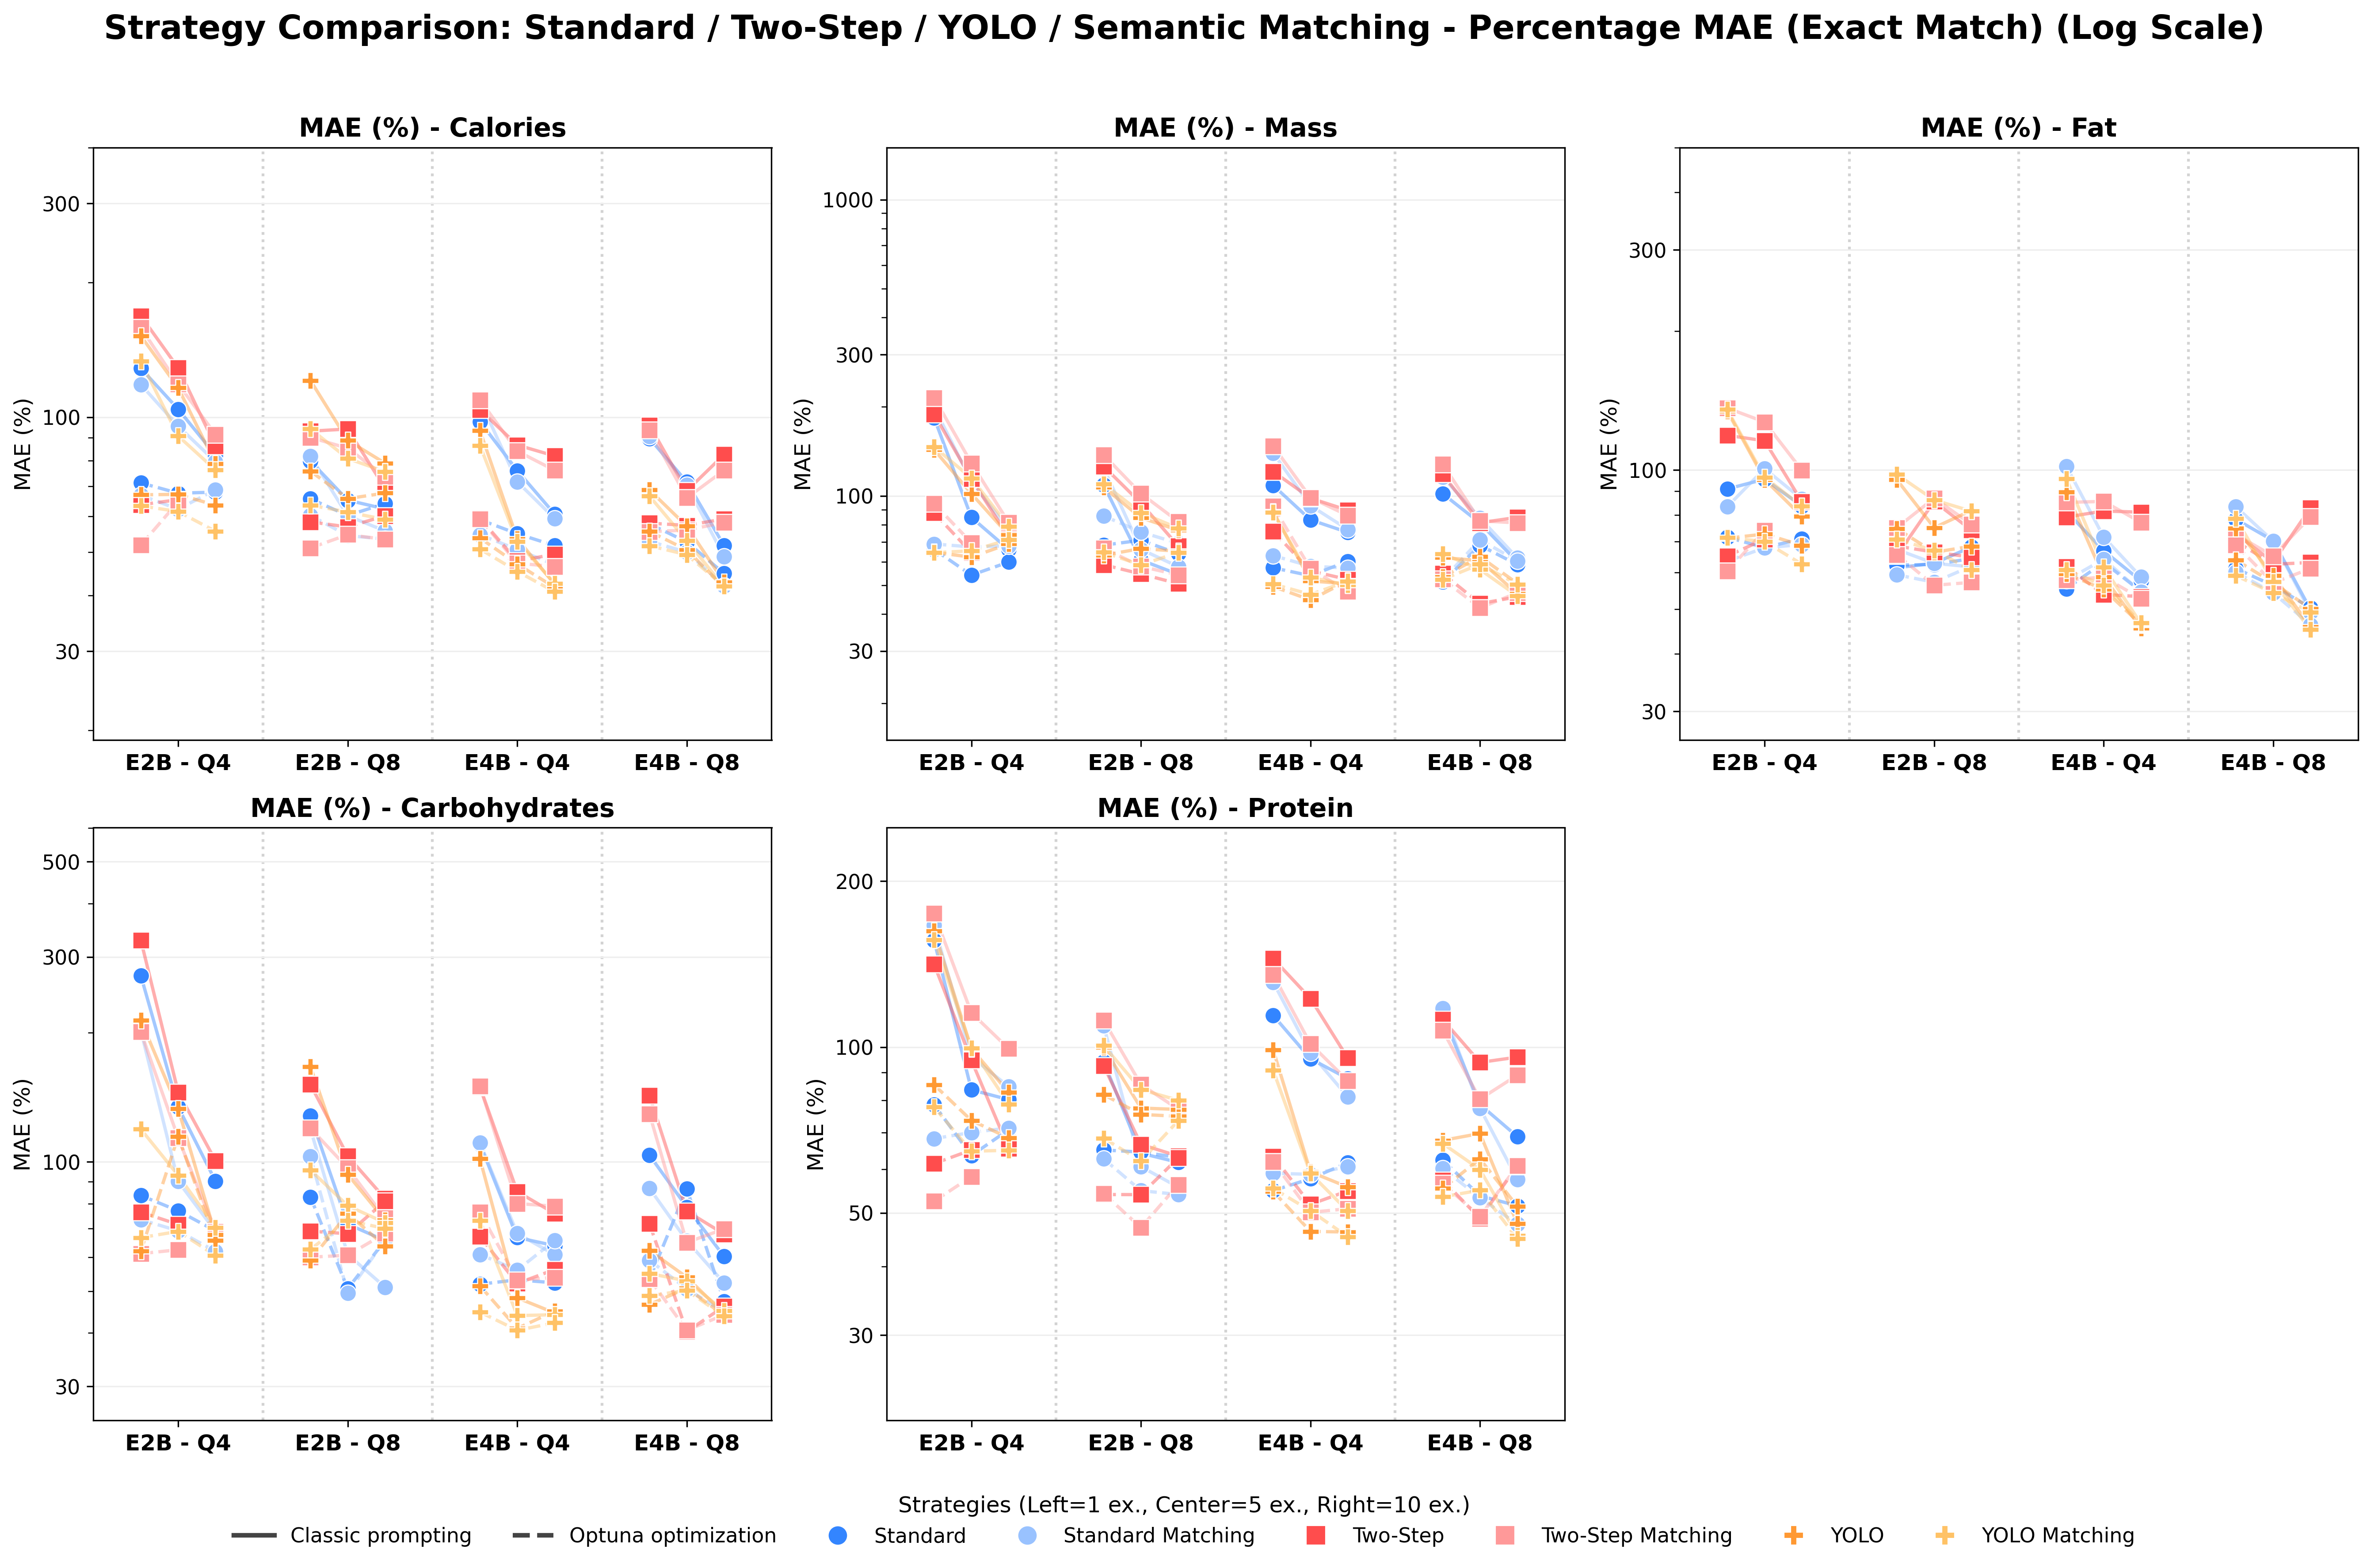 Strategy Comparison: Standard / Two-Step / YOLO / Semantic Matching - Percentage MAE (Exact Match) (Log Scale)
MAE (%) - Calories
MAE (%)
300
100
30
E2B - Q4
E2B - Q8
E4B - Q4
E4B - Q8
MAE (%) - Mass
MAE (%)
1000
300
100
30
E2B - Q4
E2B - Q8
E4B - Q4
E4B - Q8
MAE (%) - Fat
MAE (%)
300
100
30
E2B - Q4
E2B - Q8
E4B - Q4
E4B - Q8
MAE (%) - Carbohydrates
MAE (%)
500
300
100
30
E2B - Q4
E2B - Q8
E4B - Q4
E4B - Q8
MAE (%) - Protein
MAE (%)
200
100
50
30
E2B - Q4
E2B - Q8
E4B - Q4
E4B - Q8
Strategies (Left=1 ex., Center=5 ex., Right=10 ex.)
Classic prompting
Optuna optimization
Standard
Standard Matching
Two-Step
Two-Step Matching
YOLO
YOLO Matching